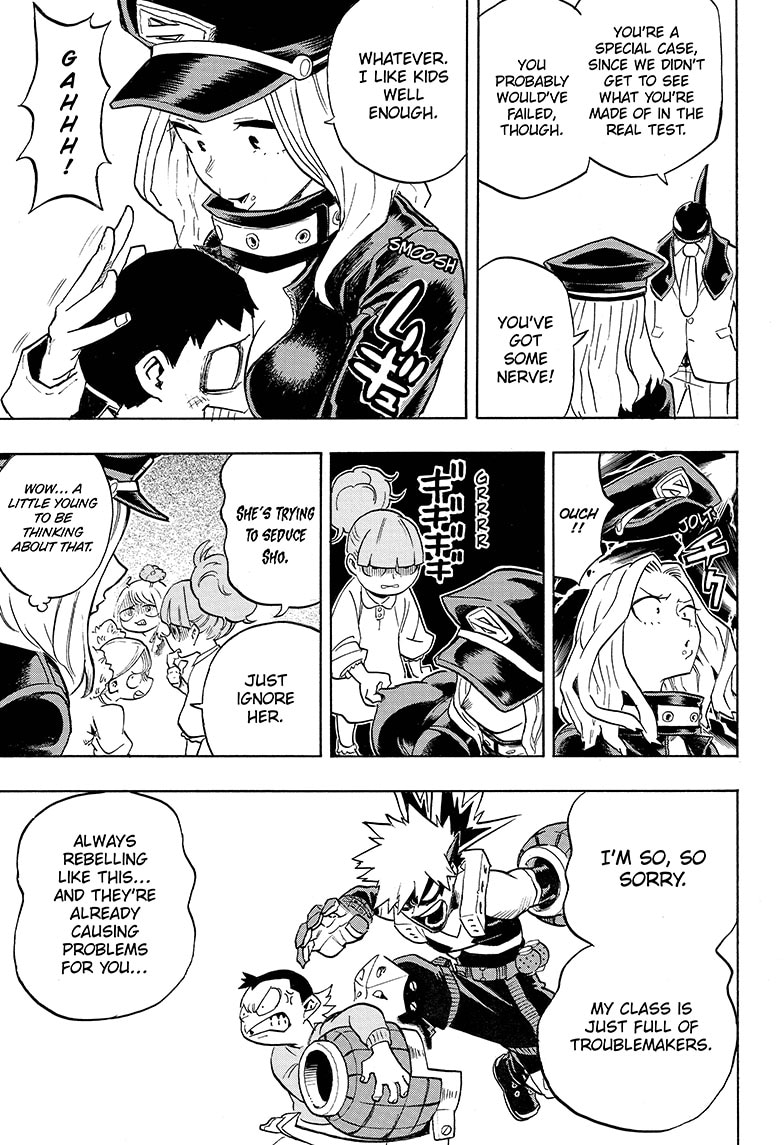 YOU'RE A
SPECIAL CASE,
SINCE WE DIDN'T
GET TO SEE
WHAT YOU'RE
MADE OF IN THE
REAL TEST.
YOU
PROBABLY
WOULD'VE
FAILED,
THOUGH.
YOU'VE
GOT
SOME
NERVE!
WHATEVER.
I LIKE KIDS
WELL
ENOUGH.
SMOOSH
むギュ
GAHHH!
JOLT
チク
OUCH
!!
GRRRR
ギギギギ
SHE'S TRYING
TO SEDUCE
SHO.
JUST
IGNORE
HER.
WOW... A
LITTLE YOUNG
TO BE
THINKING
ABOUT THAT.
I'M SO, SO
SORRY.
MY CLASS IS
JUST FULL OF
TROUBLEMAKERS.
ALWAYS
REBELLING
LIKE THIS...
AND THEY'RE
ALREADY
CAUSING
PROBLEMS
FOR YOU...